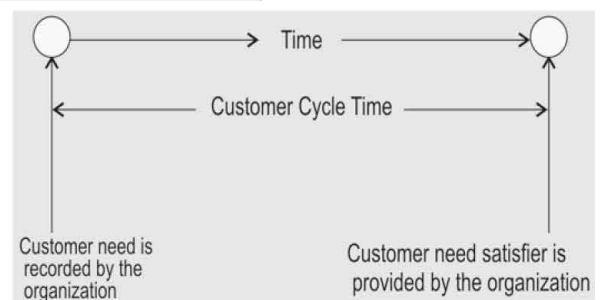 Time
Customer Cycle Time
Customer need is
recorded by the
organization
Customer need satisfier is
provided by the organization